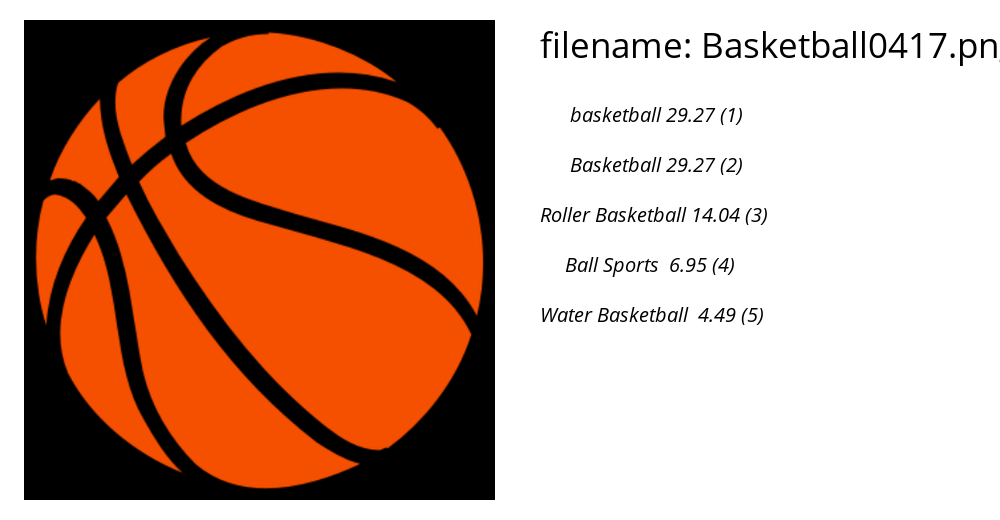 filename: Basketball0417.pn
basketball 29.27 (1)
Basketball 29.27 (2)
Roller Basketball 14.04 (3)
Ball Sports 6.95 (4)
Water Basketball 4.49 (5)